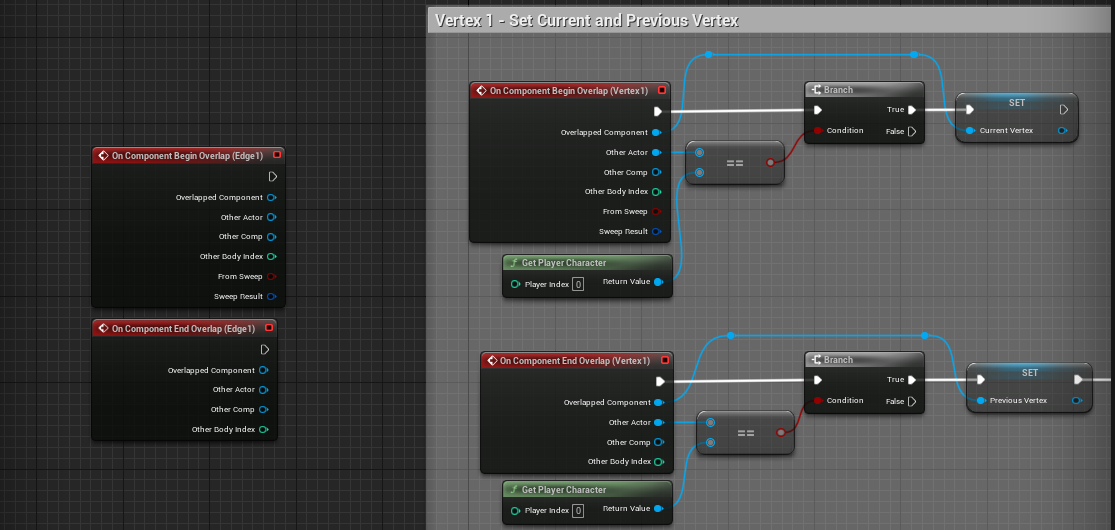 Vertex 1 - Set Current and Previous Vertex
On Component Begin Overlap (Edge1)
Overlapped Component
Other Actor
Other Comp
Other Body Index
From Sweep
Sweep Result
On Component End Overlap (Edge1)
Overlapped Component
Other Actor
Other Comp
Other Body Index
On Component Begin Overlap (Vertex1)
Overlapped Component
Other Actor
Other Comp
Other Body Index
From Sweep
Sweep Result
==
Branch
True
Condition
False
SET
Current Vertex
f Get Player Character
Player Index 0
Return Value
On Component End Overlap (Vertex1)
Overlapped Component
Other Actor
Other Comp
Other Body Index
==
Branch
True
Condition
False
SET
Previous Vertex
f Get Player Character
Player Index 0
Return Value